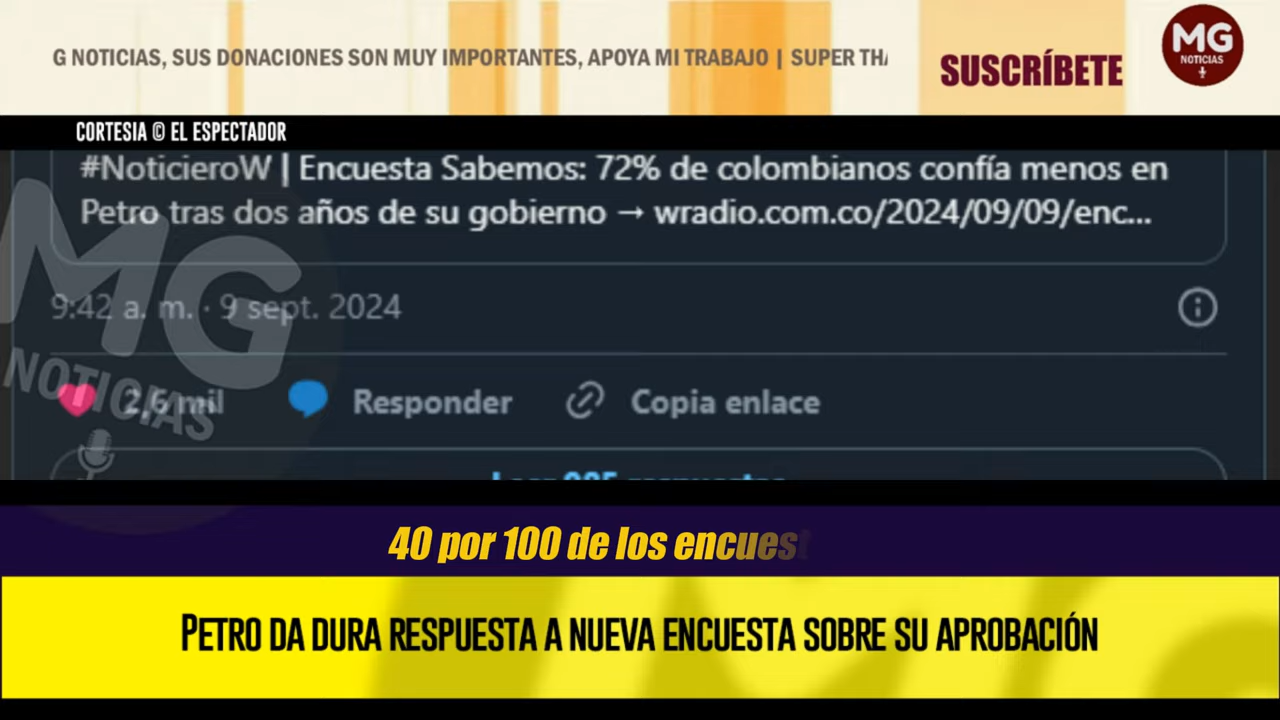 G NOTICIAS, SUS DONACIONES SON MUY IMPORTANTES, APOYA MI TRABAJO | SUPER THA
SUSCRÍBETE
MG
NOTICIAS
CORTESIA © EL ESPECTADOR
#NoticieroW | Encuesta Sabemos: 72% de colombianos confía menos en
Petro tras dos años de su gobierno → wradio.com.co/2024/09/09/enc...
MG
NOTICIAS
9:42 a. m. · 9 sept. 2024
2,6 mil
Responder
Copia enlace
40 por 100 de los encuest
PETRO DA DURA RESPUESTA A NUEVA ENCUESTA SOBRE SU APROBACIÓN